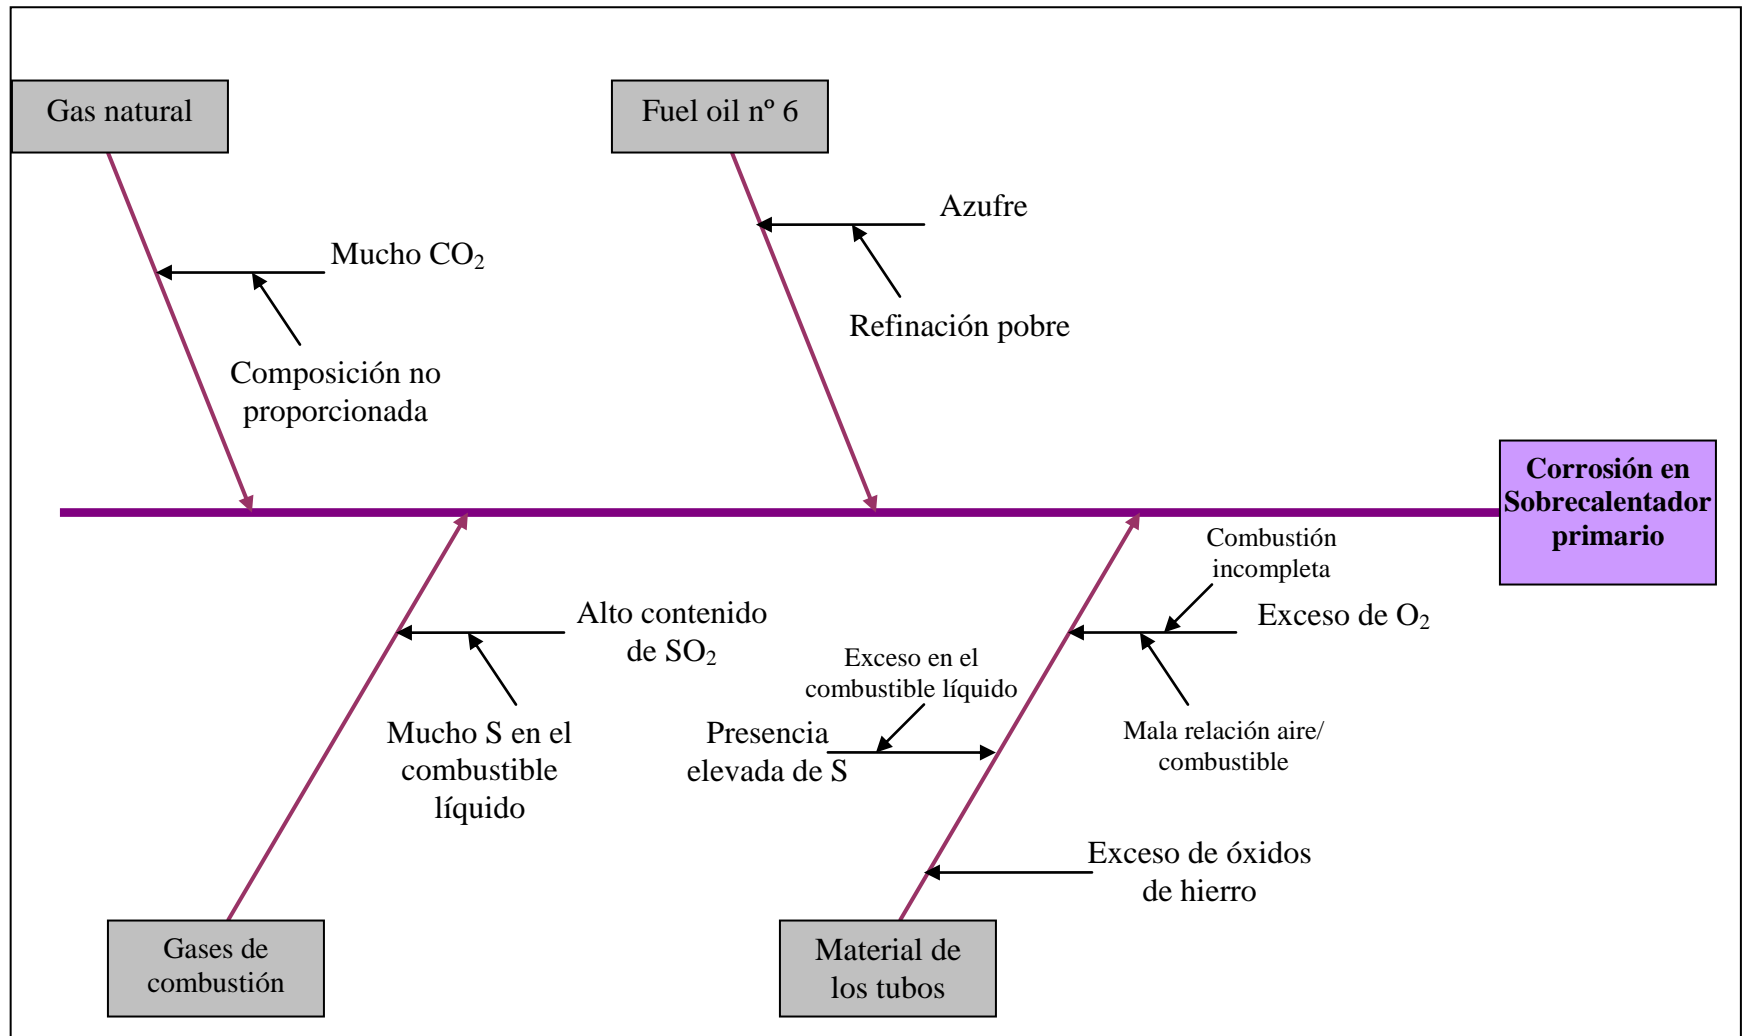 Gas natural
Fuel oil nº 6
Azufre
Mucho CO₂
Refinación pobre
Composición no
proporcionada
Corrosión en
Sobrecalentador
primario
Combustión
incompleta
Alto contenido
de SO₂
Exceso de O₂
Exceso en el
combustible líquido
Mucho S en el
combustible
líquido
Presencia
elevada de S
Mala relación aire/
combustible
Exceso de óxidos
de hierro
Gases de
combustión
Material de
los tubos